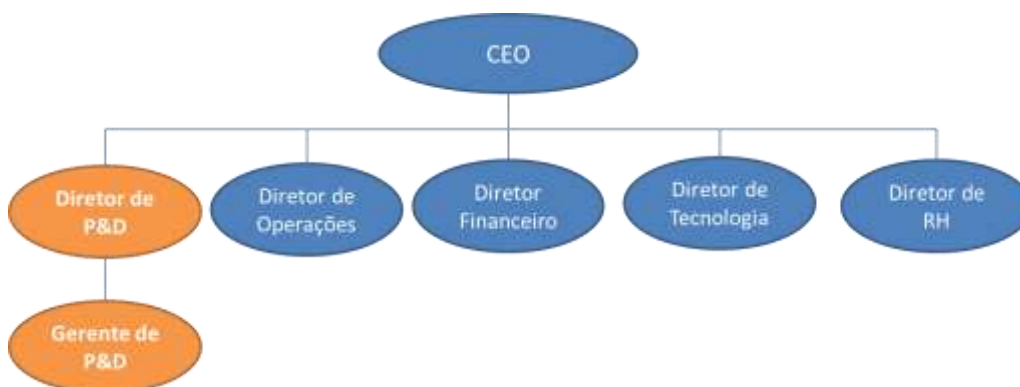 CEO
Diretor de
P&D
Diretor de
Operações
Diretor
Financeiro
Diretor de
Tecnologia
Diretor de
RH
Gerente de
P&D